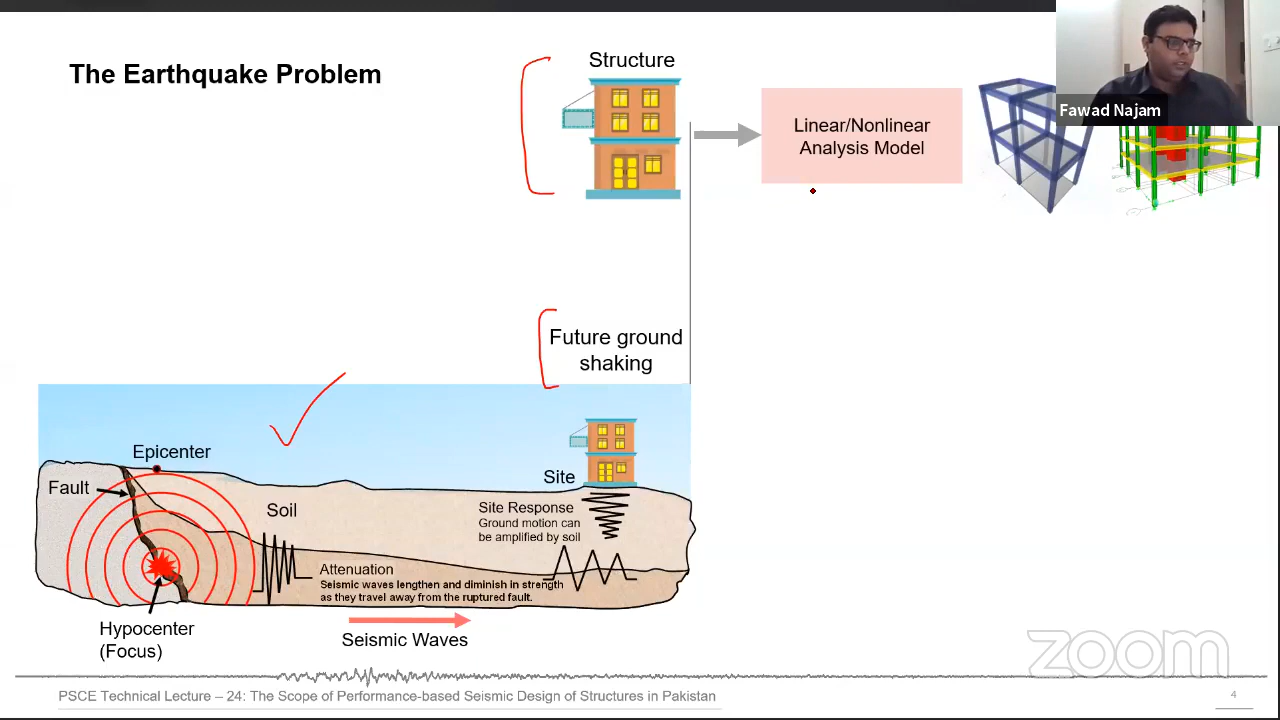 The Earthquake Problem
Structure
Linear/Nonlinear
Analysis Model
Fawad Najam
Future ground
shaking
Epicenter
Fault
Soil
Site
Site Response
Ground motion can
be amplified by soil
Attenuation
Seismic waves lengthen and diminish in strength
as they travel away from the ruptured fault.
Hypocenter
(Focus)
Seismic Waves
zoom
PSCE Technical Lecture – 24: The Scope of Performance-based Seismic Design of Structures in Pakistan
4